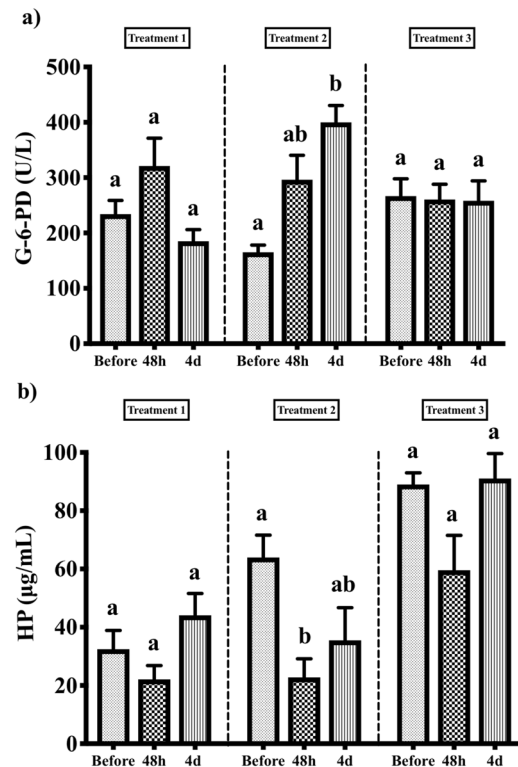 a)
Treatment 1 Treatment 2 Treatment 3
G-6-PD (U/L)
500
400
300
200
100
0
a a a a ab b a a a
Before 48h 4d Before 48h 4d Before 48h 4d
b)
Treatment 1 Treatment 2 Treatment 3
HP (µg/mL)
100
80
60
40
20
0
a a a a b ab a a a
Before 48h 4d Before 48h 4d Before 48h 4d